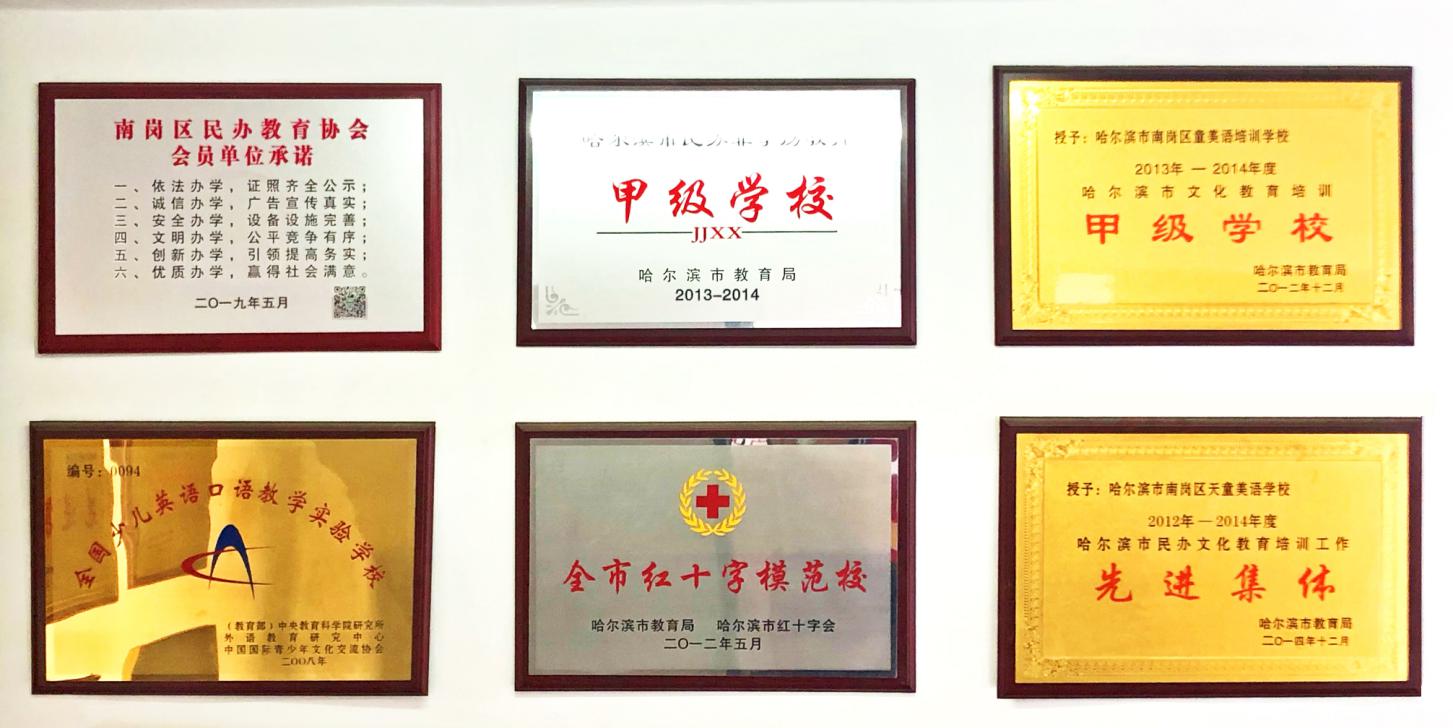 南岗区民办教育协会
会员单位承诺
一、依法办学，证照齐全公示；
二、诚信办学，广告宣传真实；
三、安全办学，设备设施完善；
四、文明办学，公平竞争有序；
五、创新办学，引领提高务实；
六、优质办学，赢得社会满意。
二〇一九年五月
甲级学校
JJXX
哈尔滨市教育局
2013-2014
授予：哈尔滨市南岗区童美语培训学校
2013年 — 2014年度
哈尔滨市文化教育培训
甲级学校
哈尔滨市教育局
二〇一二年十二月
编号：0094
全国少儿英语口语教学实验学校
（教育部）中央教育科学院研究所
外语教育研究中心
中国国际青少年文化交流协会
二〇〇八年
全市红十字模范校
哈尔滨市教育局 哈尔滨市红十字会
二〇一二年五月
授予：哈尔滨市南岗区天童美语学校
2012年 — 2014年度
哈尔滨市民办文化教育培训工作
先进集体
哈尔滨市教育局
二〇一四年十二月